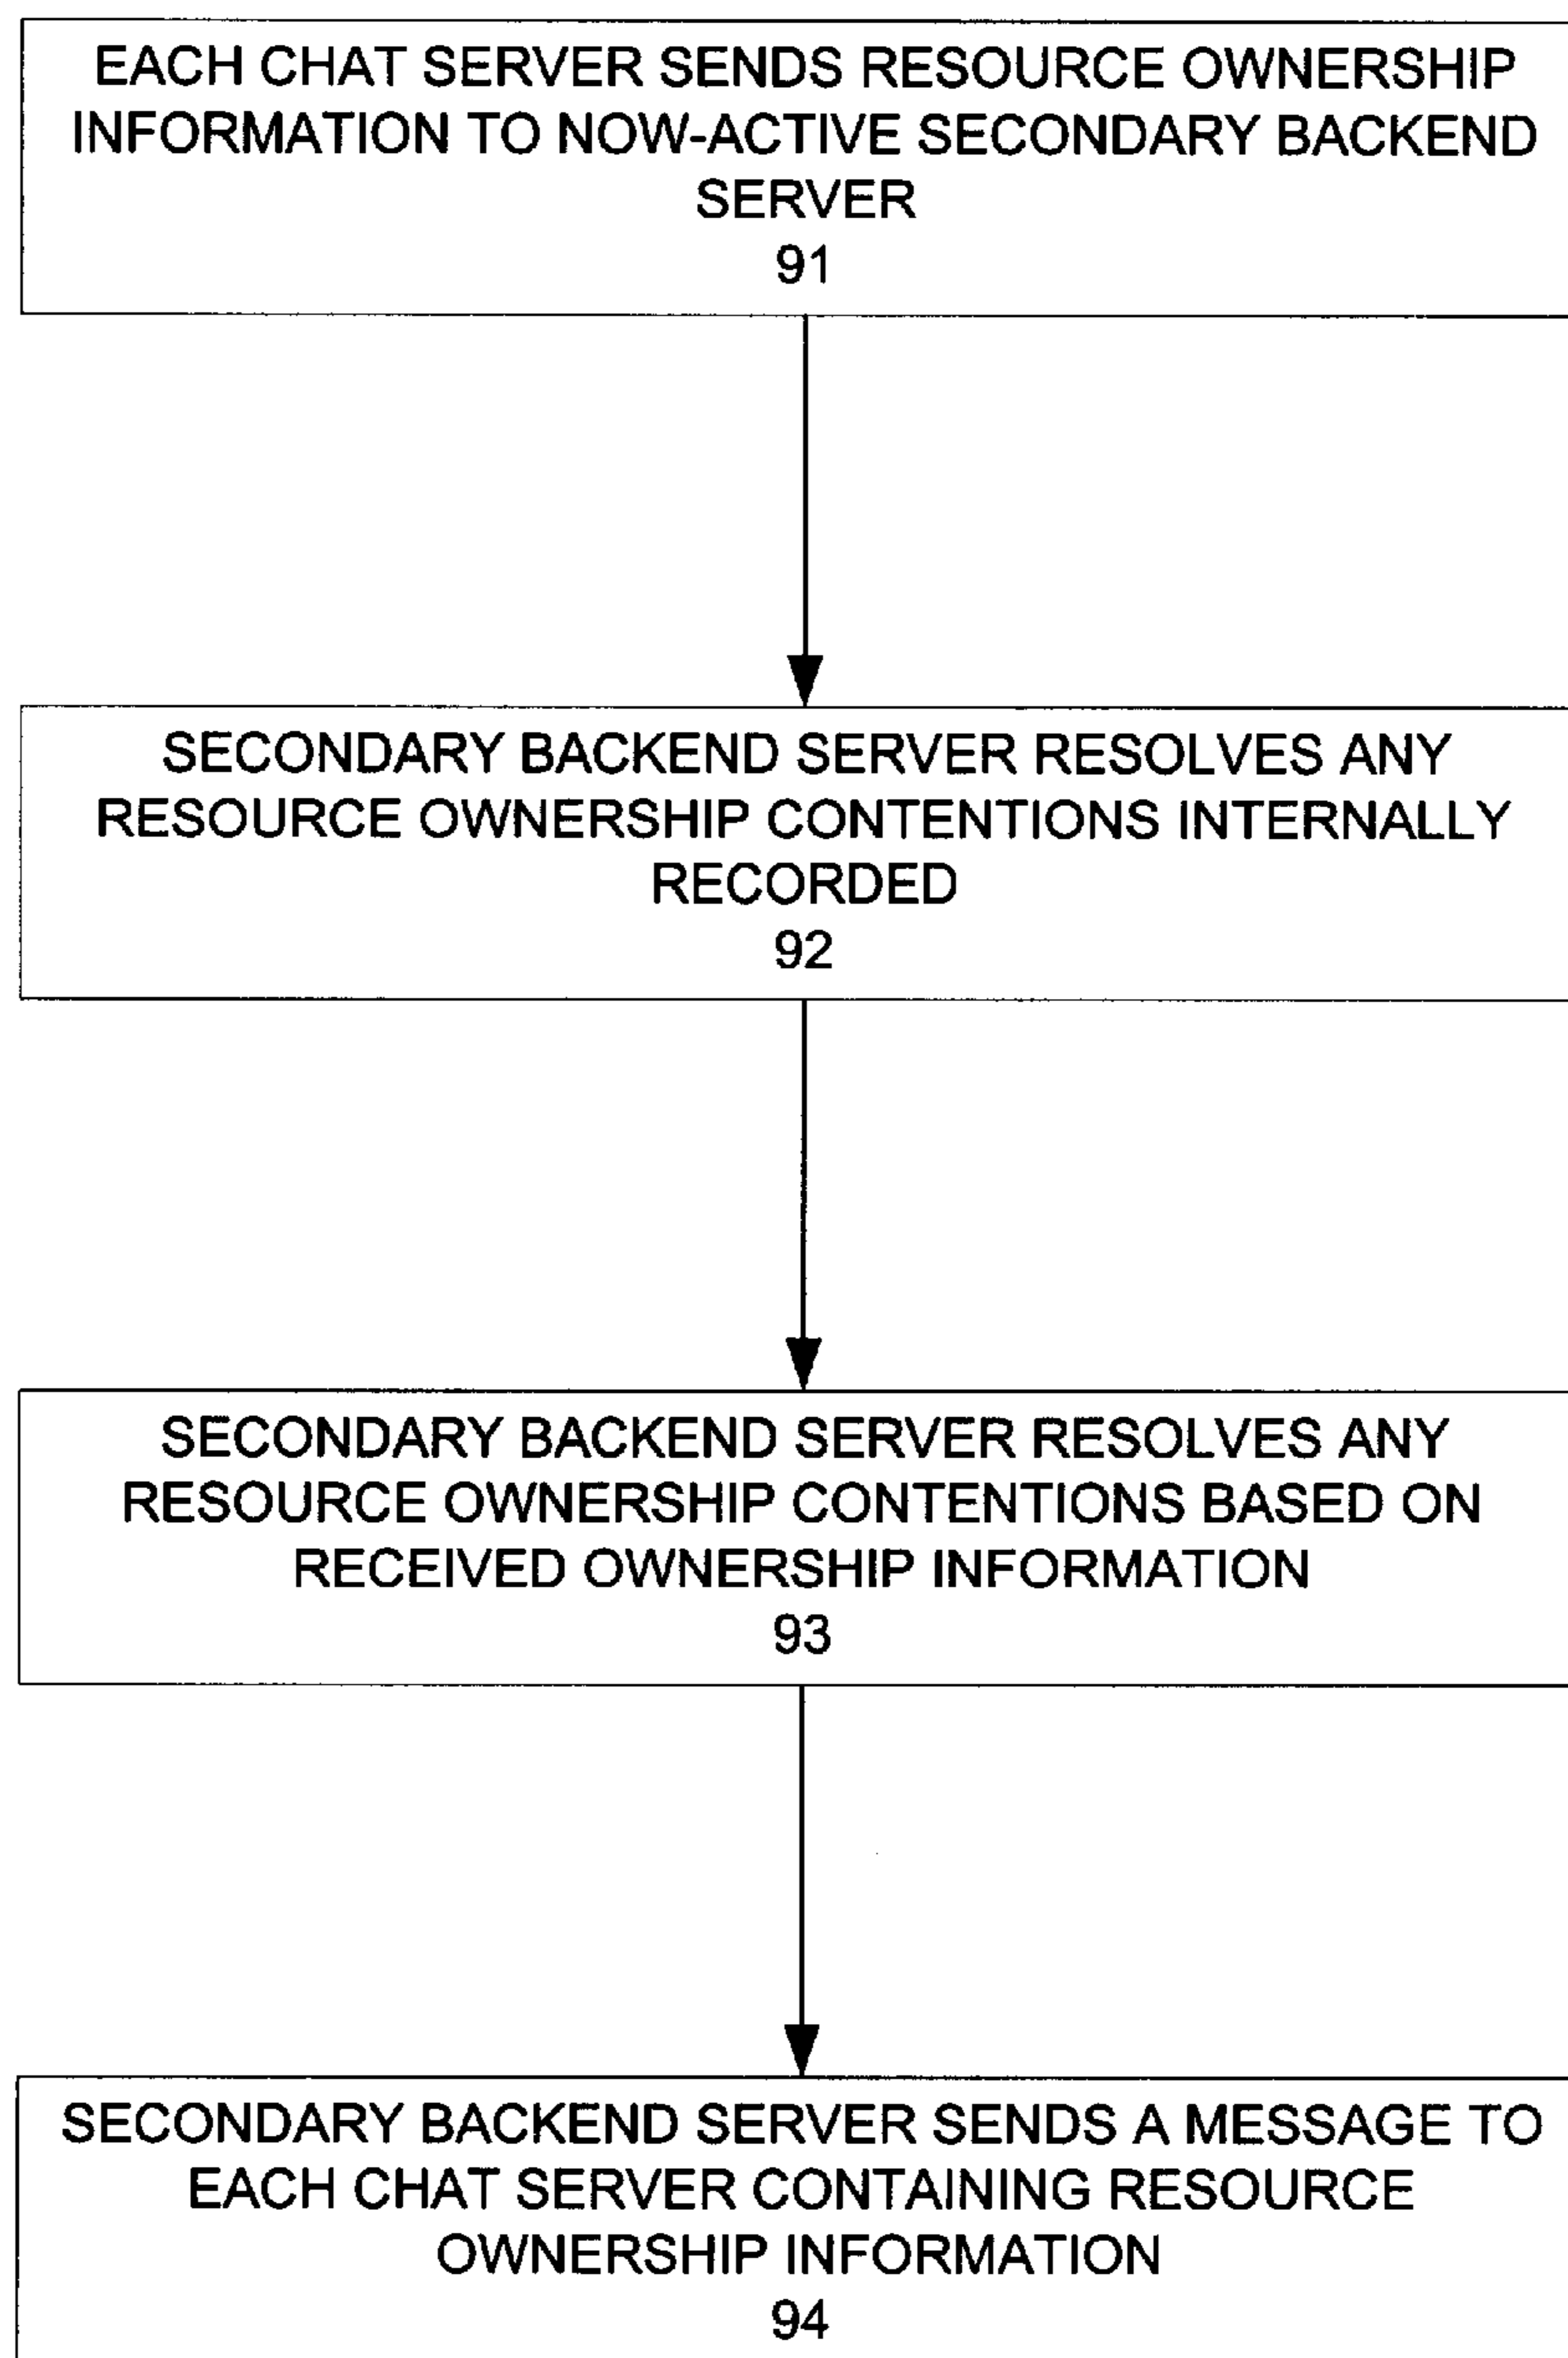 EACH CHAT SERVER SENDS RESOURCE OWNERSHIP
INFORMATION TO NOW-ACTIVE SECONDARY BACKEND
SERVER
91
SECONDARY BACKEND SERVER RESOLVES ANY
RESOURCE OWNERSHIP CONTENTIONS INTERNALLY
RECORDED
92
SECONDARY BACKEND SERVER RESOLVES ANY
RESOURCE OWNERSHIP CONTENTIONS BASED ON
RECEIVED OWNERSHIP INFORMATION
93
SECONDARY BACKEND SERVER SENDS A MESSAGE TO
EACH CHAT SERVER CONTAINING RESOURCE
OWNERSHIP INFORMATION
94